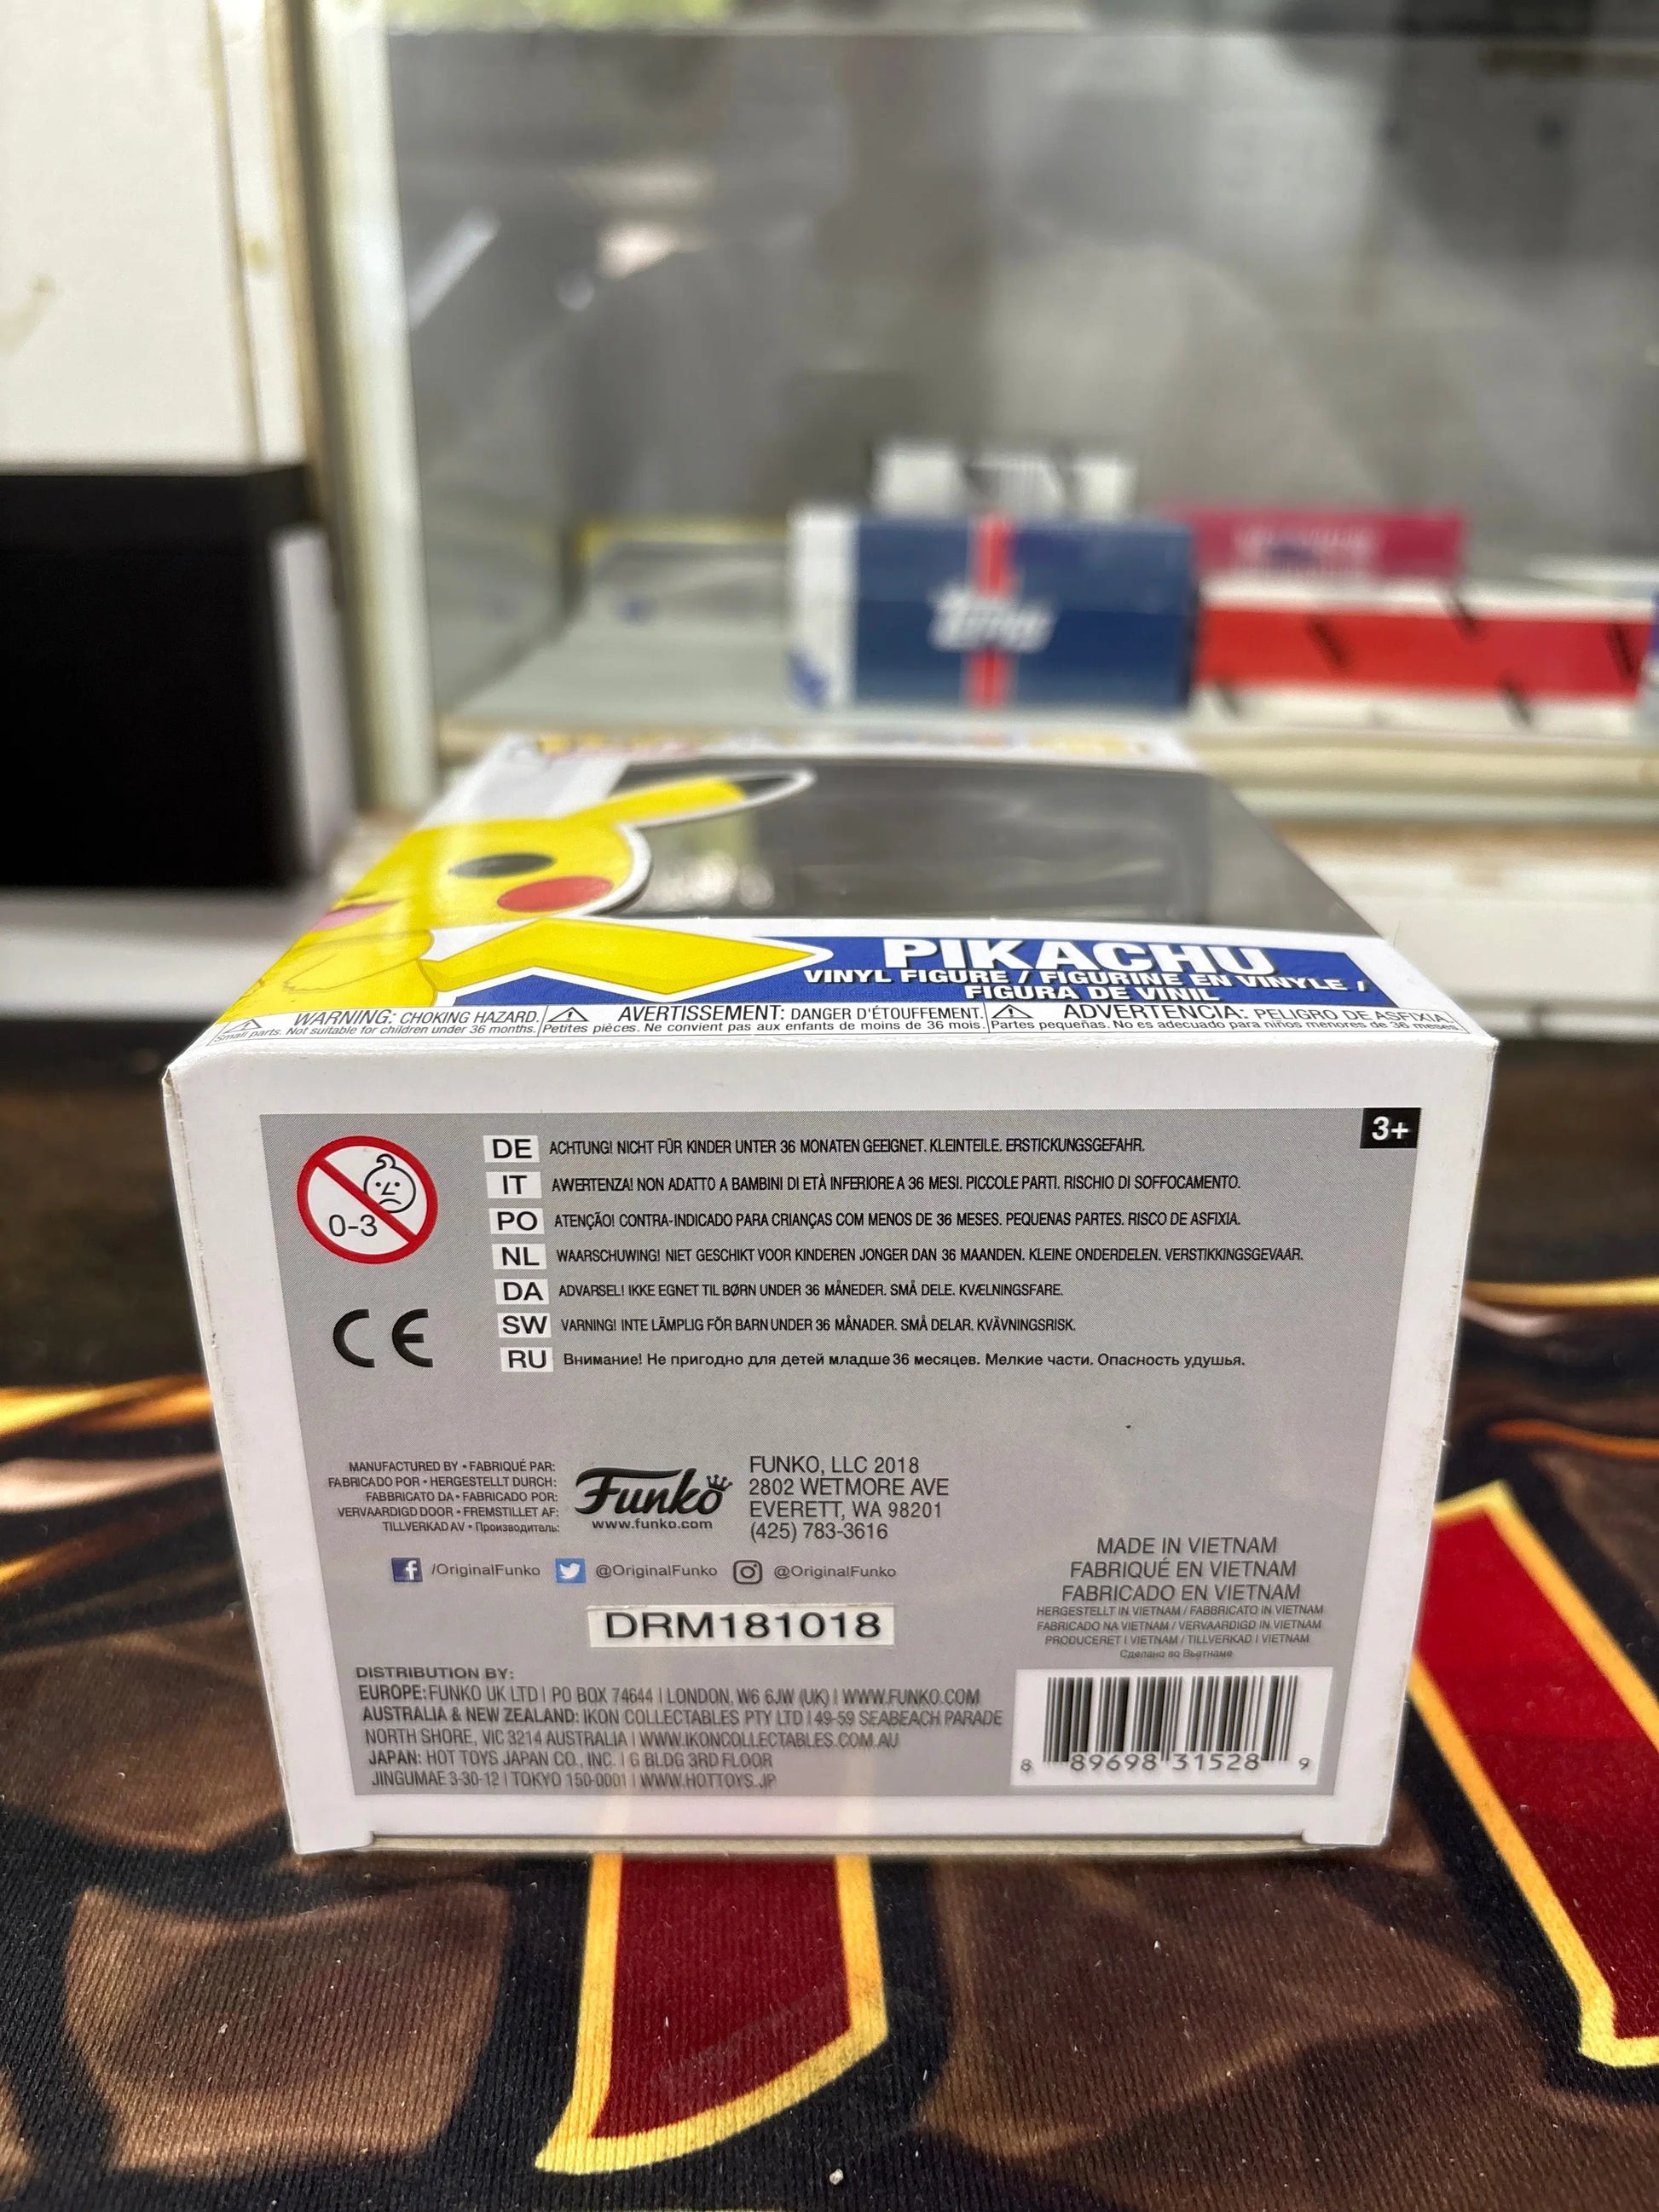 Topps
PIKACHU
VINYL FIGURE / FIGURINE EN VINYLE /
FIGURA DE VINIL
WARNING: CHOKING HAZARD.
Small parts. Not suitable for children under 36 months.
AVERTISSEMENT: DANGER D'ÉTOUFFEMENT.
Petites pièces. Ne convient pas aux enfants de moins de 36 mois.
ADVERTENCIA: PELIGRO DE ASFIXIA.
Partes pequeñas. No es adecuado para niños menores de 36 meses.
3+
0-3
DE ACHTUNG! NICHT FÜR KINDER UNTER 36 MONATEN GEEIGNET. KLEINTEILE. ERSTICKUNGSGEFAHR.
IT AWERTENZA! NON ADATTO A BAMBINI DI ETÀ INFERIORE A 36 MESI. PICCOLE PARTI. RISCHIO DI SOFFOCAMENTO.
PO ATENÇÃO! CONTRA-INDICADO PARA CRIANÇAS COM MENOS DE 36 MESES. PEQUENAS PARTES. RISCO DE ASFIXIA.
NL WAARSCHUWING! NIET GESCHIKT VOOR KINDEREN JONGER DAN 36 MAANDEN. KLEINE ONDERDELEN. VERSTIKKINGSGEVAAR.
DA ADVARSEL! IKKE EGNET TIL BØRN UNDER 36 MÅNEDER. SMÅ DELE. KVÆLNINGSFARE.
SW VARNING! INTE LÄMPLIG FÖR BARN UNDER 36 MÅNADER. SMÅ DELAR. KVÄVNINGSRISK.
RU Внимание! Не пригодно для детей младше 36 месяцев. Мелкие части. Опасность удушья.
CE
MANUFACTURED BY • FABRIQUÉ PAR:
FABRICADO POR • HERGESTELLT DURCH:
FABBRICATO DA • FABRICADO POR:
VERVAARDIGD DOOR • FREMSTILLET AF:
TILLVERKAD AV • Производитель:
Funko
www.funko.com
FUNKO, LLC 2018
2802 WETMORE AVE
EVERETT, WA 98201
(425) 783-3616
/OriginalFunko @OriginalFunko @OriginalFunko
DRM181018
MADE IN VIETNAM
FABRIQUÉ EN VIETNAM
FABRICADO EN VIETNAM
HERGESTELLT IN VIETNAM / FABBRICATO IN VIETNAM
FABRICADO NA VIETNAM / VERVAARDIGD IN VIETNAM
PRODUCERET I VIETNAM / TILLVERKAD I VIETNAM
Сделано во Вьетнаме
DISTRIBUTION BY:
EUROPE: FUNKO UK LTD | PO BOX 74644 | LONDON, W6 6JW (UK) | WWW.FUNKO.COM
AUSTRALIA & NEW ZEALAND: IKON COLLECTABLES PTY LTD | 49-59 SEABEACH PARADE
NORTH SHORE, VIC 3214 AUSTRALIA | WWW.IKONCOLLECTABLES.COM.AU
JAPAN: HOT TOYS JAPAN CO., INC. | G BLDG 3RD FLOOR
JINGUMAE 3-30-12 | TOKYO 150-0001 | WWW.HOTTOYS.JP
8 89698 31528 9